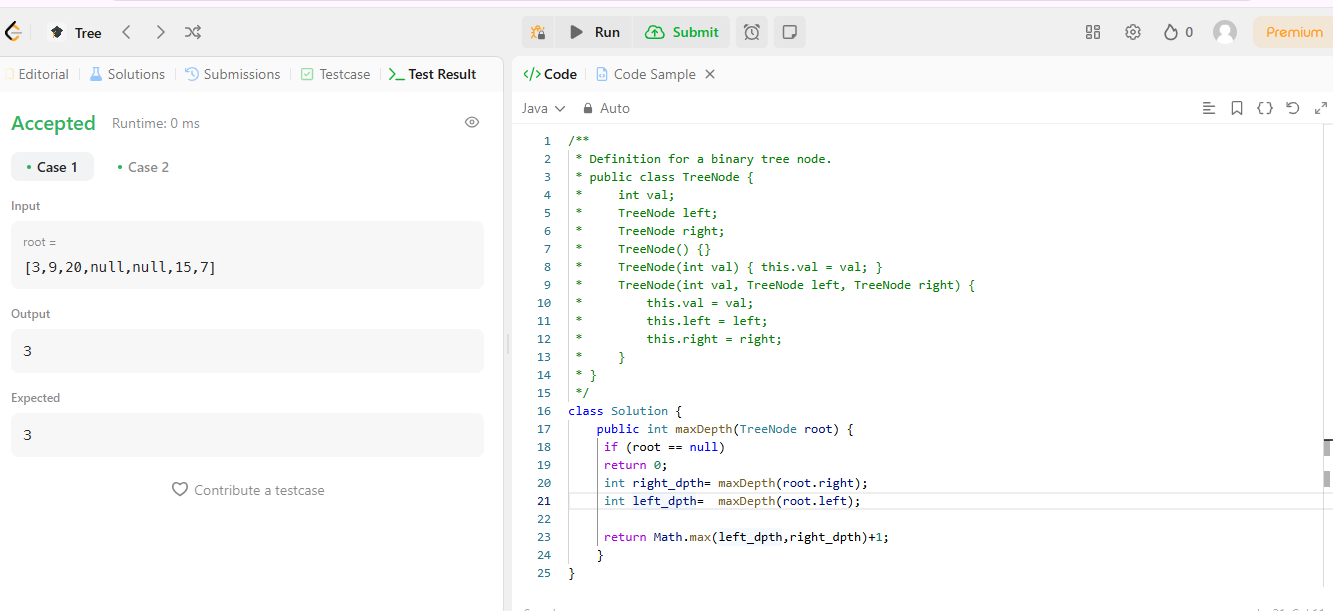 Tree
Run
Submit
0
Premium
Editorial
Solutions
Submissions
Testcase
Test Result
Accepted
Runtime: 0 ms
Case 1
Case 2
Input
root =
[3,9,20,null,null,15,7]
Output
3
Expected
3
Contribute a testcase
Code
Code Sample
Java
Auto
1 /**
2  * Definition for a binary tree node.
3  * public class TreeNode {
4  *     int val;
5  *     TreeNode left;
6  *     TreeNode right;
7  *     TreeNode() {}
8  *     TreeNode(int val) { this.val = val; }
9  *     TreeNode(int val, TreeNode left, TreeNode right) {
10  *         this.val = val;
11  *         this.left = left;
12  *         this.right = right;
13  *     }
14  * }
15  */
16 class Solution {
17     public int maxDepth(TreeNode root) {
18      if (root == null)
19      return 0;
20      int right_dpth= maxDepth(root.right);
21      int left_dpth=  maxDepth(root.left);
22
23      return Math.max(left_dpth,right_dpth)+1;
24     }
25 }